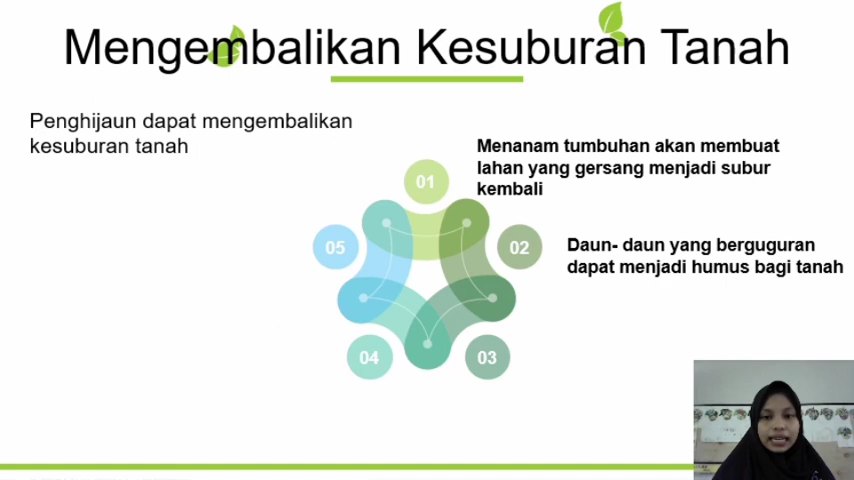 Mengembalikan Kesuburan Tanah
Penghijaun dapat mengembalikan
kesuburan tanah
Menanam tumbuhan akan membuat
lahan yang gersang menjadi subur
kembali
01
05
02
Daun- daun yang berguguran
dapat menjadi humus bagi tanah
04
03